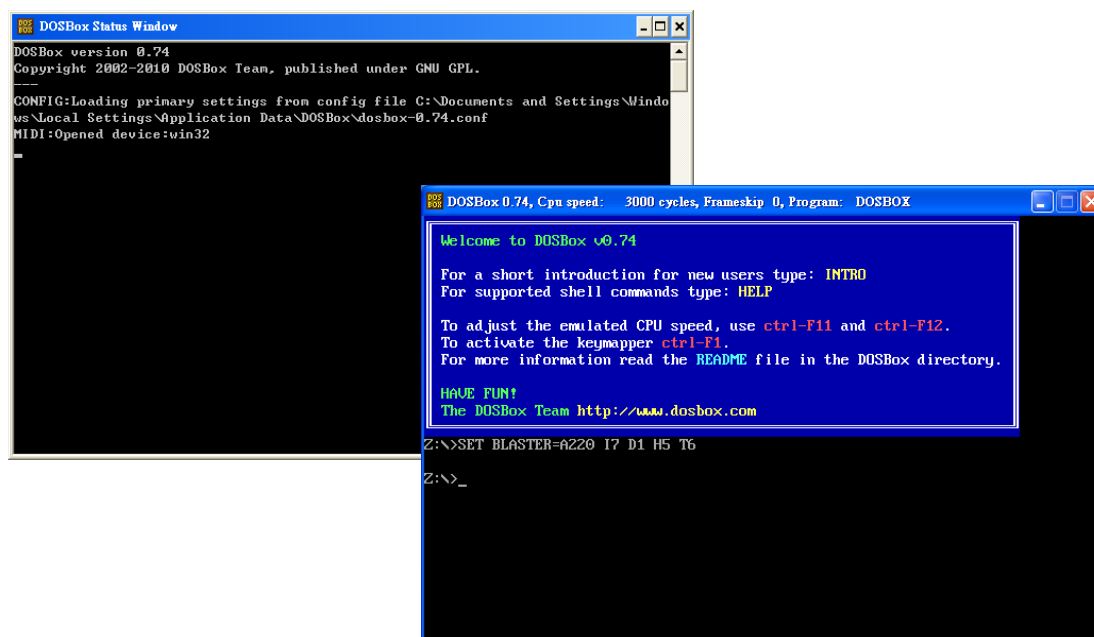 DOSBox Status Window
DOSBox version 0.74
Copyright 2002-2010 DOSBox Team, published under GNU GPL.
---
CONFIG:Loading primary settings from config file C:\Documents and Settings\Windo
ws\Local Settings\Application Data\DOSBox\dosbox-0.74.conf
MIDI:Opened device:win32
DOSBox 0.74, Cpu speed: 3000 cycles, Frameskip 0, Program: DOSBOX
Welcome to DOSBox v0.74
For a short introduction for new users type: INTRO
For supported shell commands type: HELP
To adjust the emulated CPU speed, use ctrl-F11 and ctrl-F12.
To activate the keymapper ctrl-F1.
For more information read the README file in the DOSBox directory.
HAVE FUN!
The DOSBox Team http://www.dosbox.com
Z:\>SET BLASTER=A220 I7 D1 H5 T6
Z:\>_